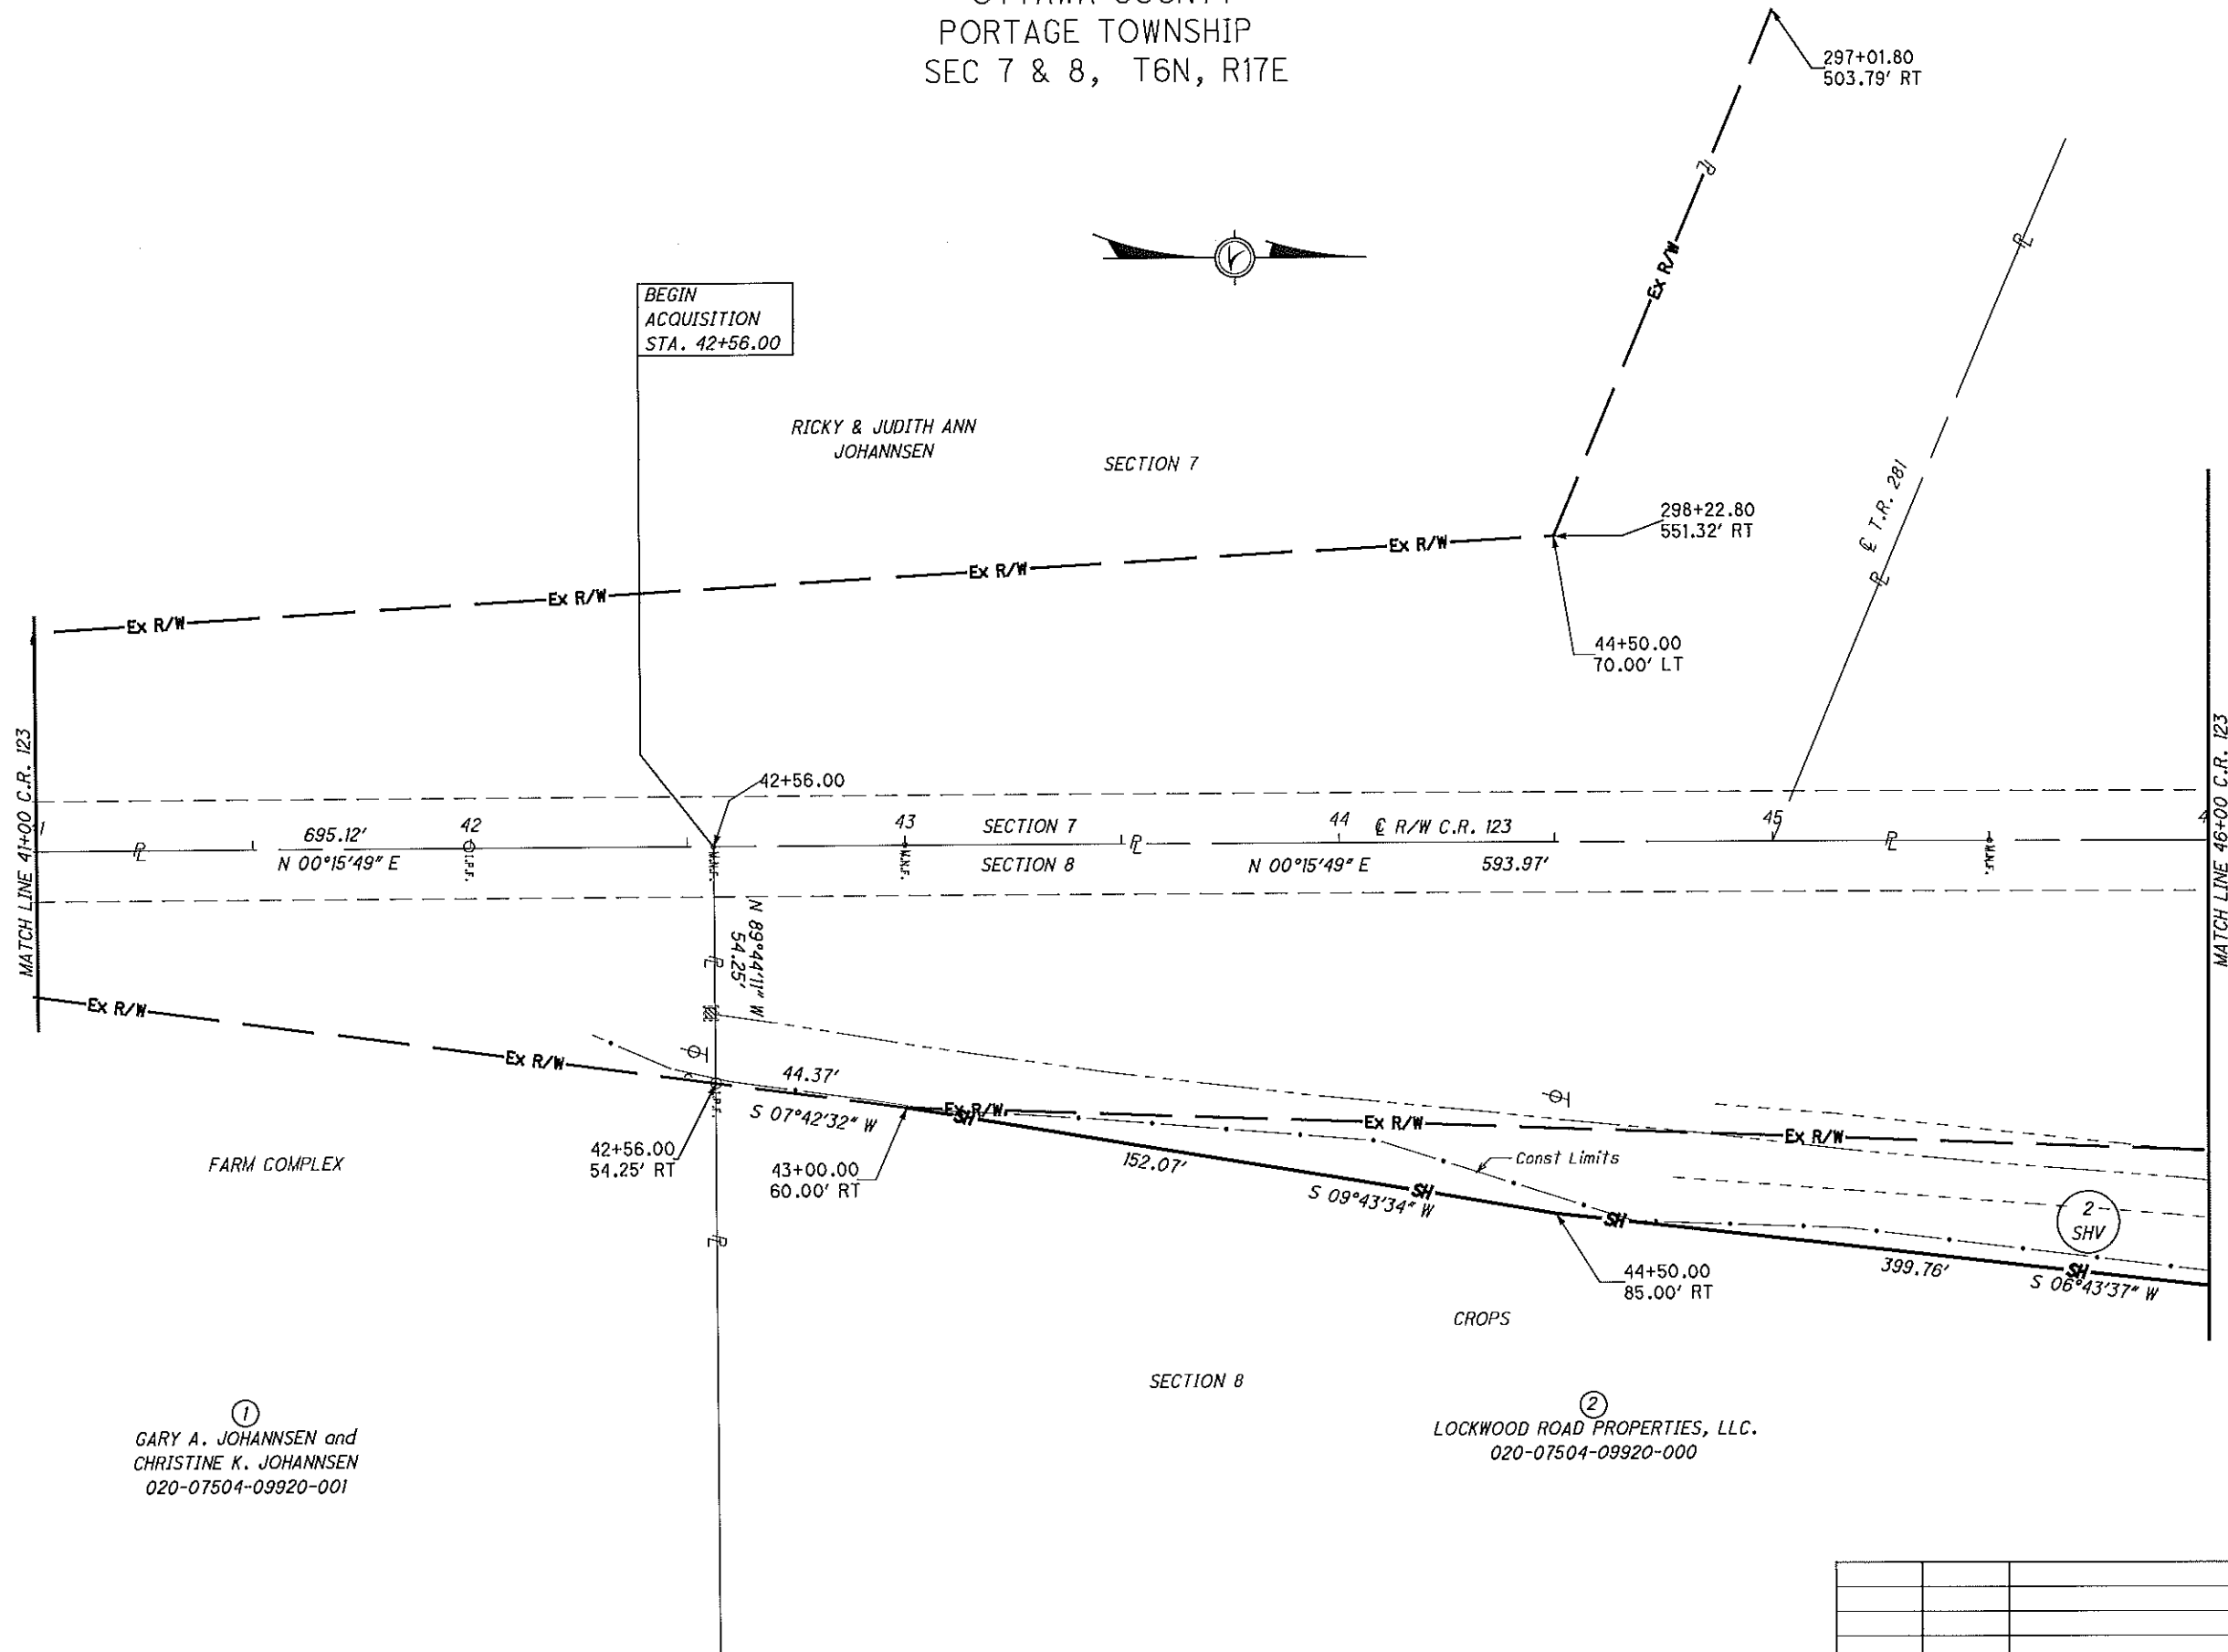 PORTAGE TOWNSHIP
SEC 7 & 8, T6N, R17E
297+01.80
503.79' RT
BEGIN
ACQUISITION
STA. 42+56.00
RICKY & JUDITH ANN
JOHANNSEN
SECTION 7
Ex R/W
℄ T.R. 281
298+22.80
551.32' RT
44+50.00
70.00' LT
Ex R/W
Ex R/W
Ex R/W
Ex R/W
MATCH LINE 41+00 C.R. 123
MATCH LINE 46+00 C.R. 123
42+56.00
695.12'
42
43
SECTION 7
44
℄ R/W C.R. 123
45
4
N 00°15'49" E
I.P.F.
M.N.F.
M.N.F.
SECTION 8
N 00°15'49" E
593.97'
M.N.F.
N 89°44'11" W
54.25'
Ex R/W
Ex R/W
I.P.F.
44.37'
S 07°42'32" W
Ex R/W
SH
Ex R/W
Ex R/W
FARM COMPLEX
42+56.00
54.25' RT
43+00.00
60.00' RT
152.07'
S 09°43'34" W
SH
Const Limits
SH
2
SHV
399.76'
SH
S 06°43'37" W
44+50.00
85.00' RT
CROPS
SECTION 8
1
GARY A. JOHANNSEN and
CHRISTINE K. JOHANNSEN
020-07504-09920-001
2
LOCKWOOD ROAD PROPERTIES, LLC.
020-07504-09920-000